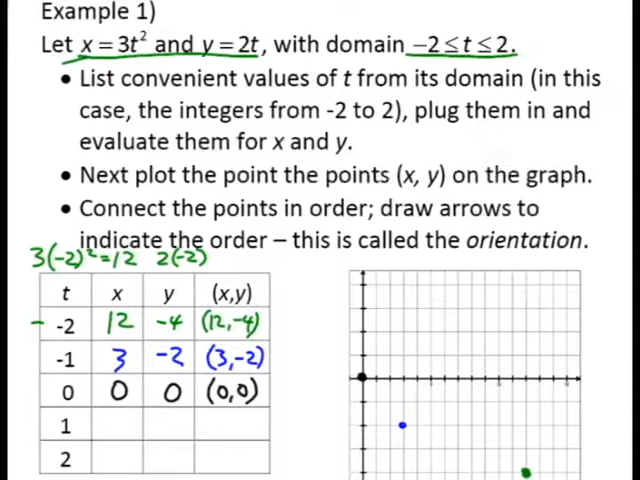 Example 1)
Let x = 3t² and y = 2t, with domain −2 ≤ t ≤ 2.
• List convenient values of t from its domain (in this
case, the integers from -2 to 2), plug them in and
evaluate them for x and y.
• Next plot the point the points (x, y) on the graph.
• Connect the points in order; draw arrows to
indicate the order – this is called the orientation.
3(-2)²=12 2(-2)
t x y (x,y)
-2 12 -4 (12,-4)
-1 3 -2 (3,-2)
0 0 0 (0,0)
1
2